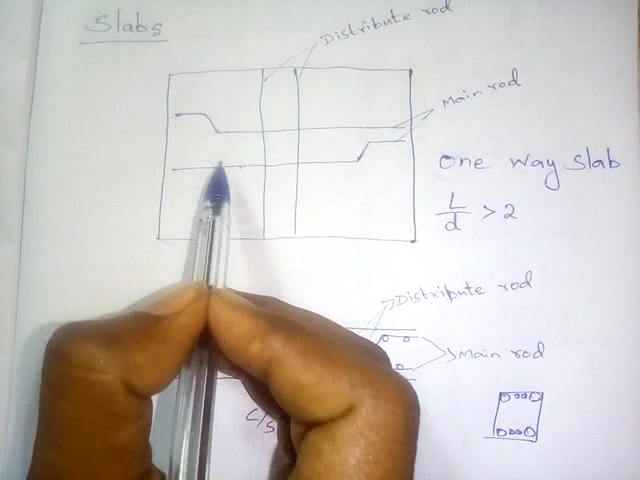 Slabs
Distribute rod
Main rod
One way slab
L/d > 2
Distribute rod
Main rod
C/S